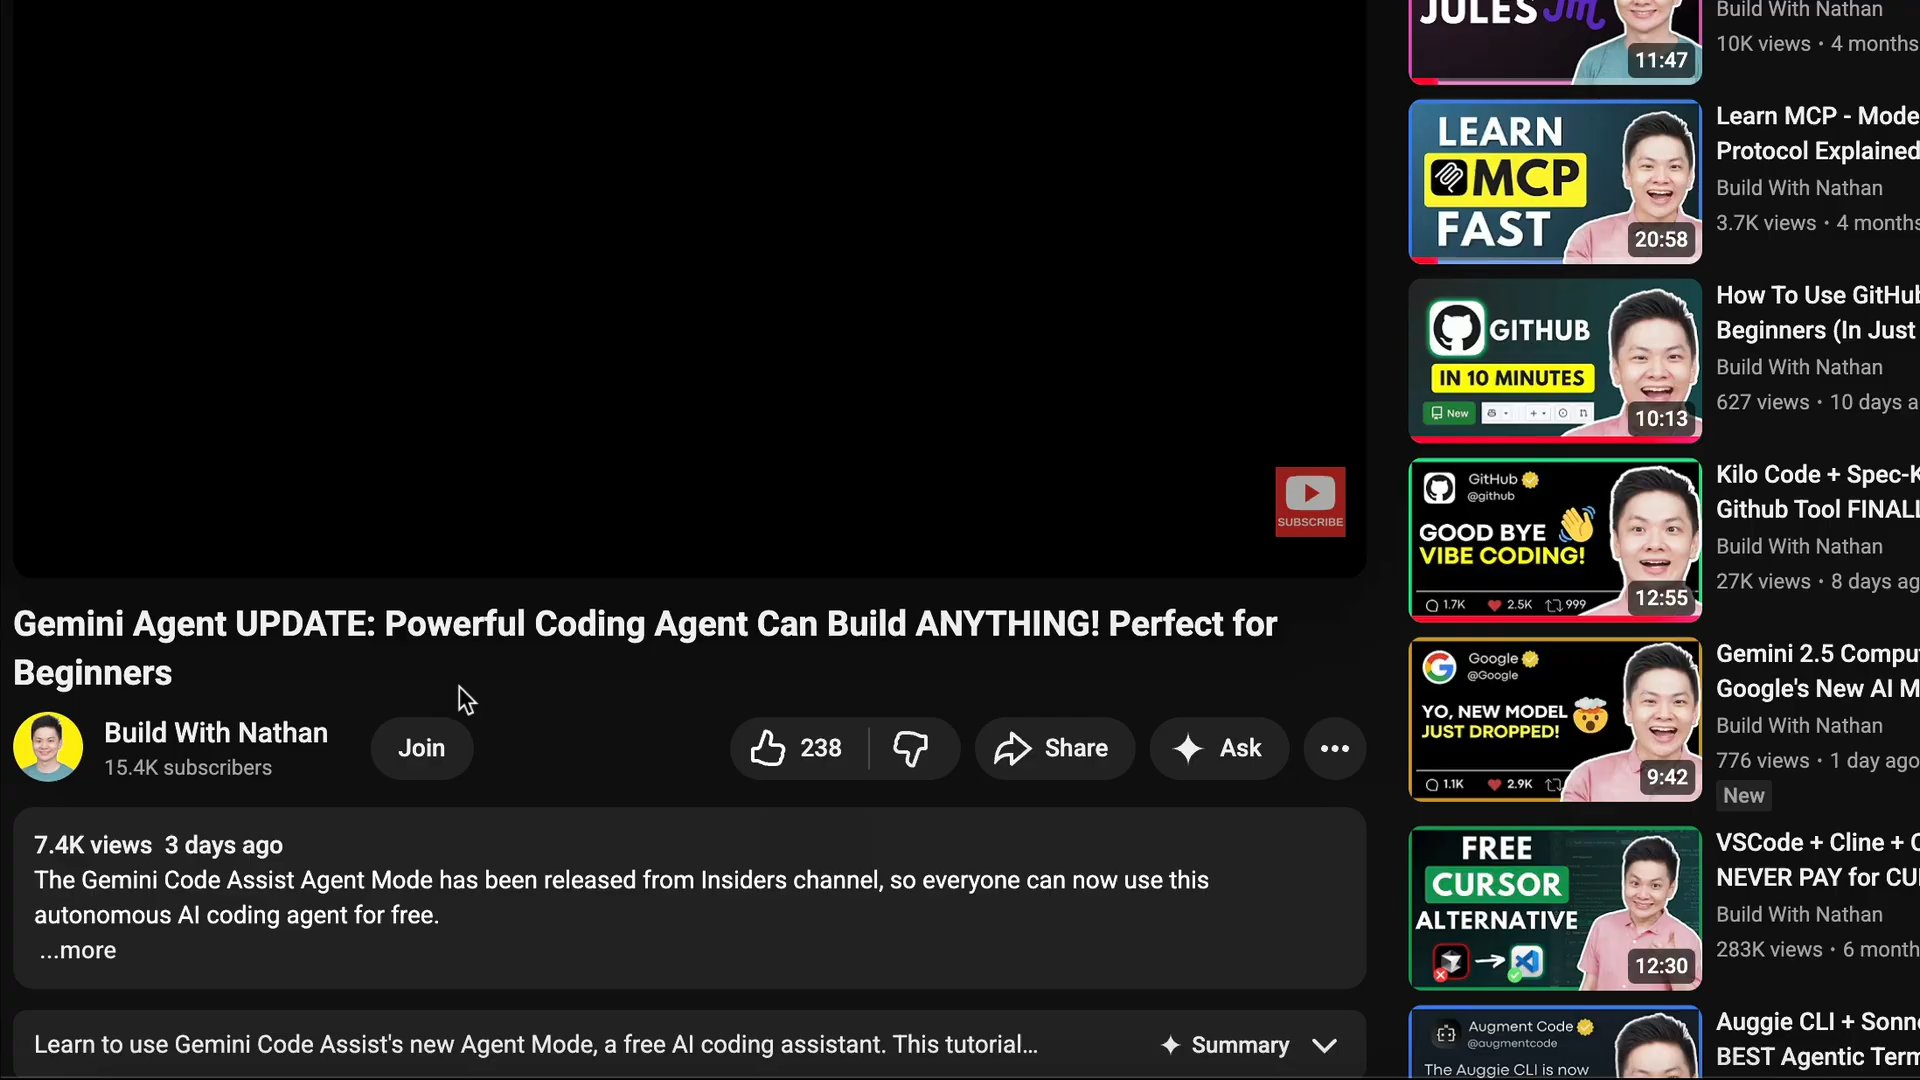 SUBSCRIBE
Gemini Agent UPDATE: Powerful Coding Agent Can Build ANYTHING! Perfect for
Beginners
Build With Nathan
15.4K subscribers
Join
238
Share
Ask
7.4K views 3 days ago
The Gemini Code Assist Agent Mode has been released from Insiders channel, so everyone can now use this
autonomous AI coding agent for free.
...more
Learn to use Gemini Code Assist's new Agent Mode, a free AI coding assistant. This tutorial...
Summary
JULES
11:47
Build With Nathan
10K views • 4 months
LEARN
MCP
FAST
20:58
Learn MCP - Mode
Protocol Explained
Build With Nathan
3.7K views • 4 months
GITHUB
IN 10 MINUTES
New
10:13
How To Use GitHub
Beginners (In Just
Build With Nathan
627 views • 10 days a
GitHub
@github
GOOD BYE
VIBE CODING!
1.7K 2.5K 999
12:55
Kilo Code + Spec-K
Github Tool FINALL
Build With Nathan
27K views • 8 days ag
Google
@Google
YO, NEW MODEL
JUST DROPPED!
1.1K 2.9K
9:42
Gemini 2.5 Compu
Google's New AI M
Build With Nathan
776 views • 1 day ago
New
FREE
CURSOR
ALTERNATIVE
12:30
VSCode + Cline + C
NEVER PAY for CU
Build With Nathan
283K views • 6 month
Augment Code
@augmentcode
The Auggie CLI is now
Auggie CLI + Sonn
BEST Agentic Term